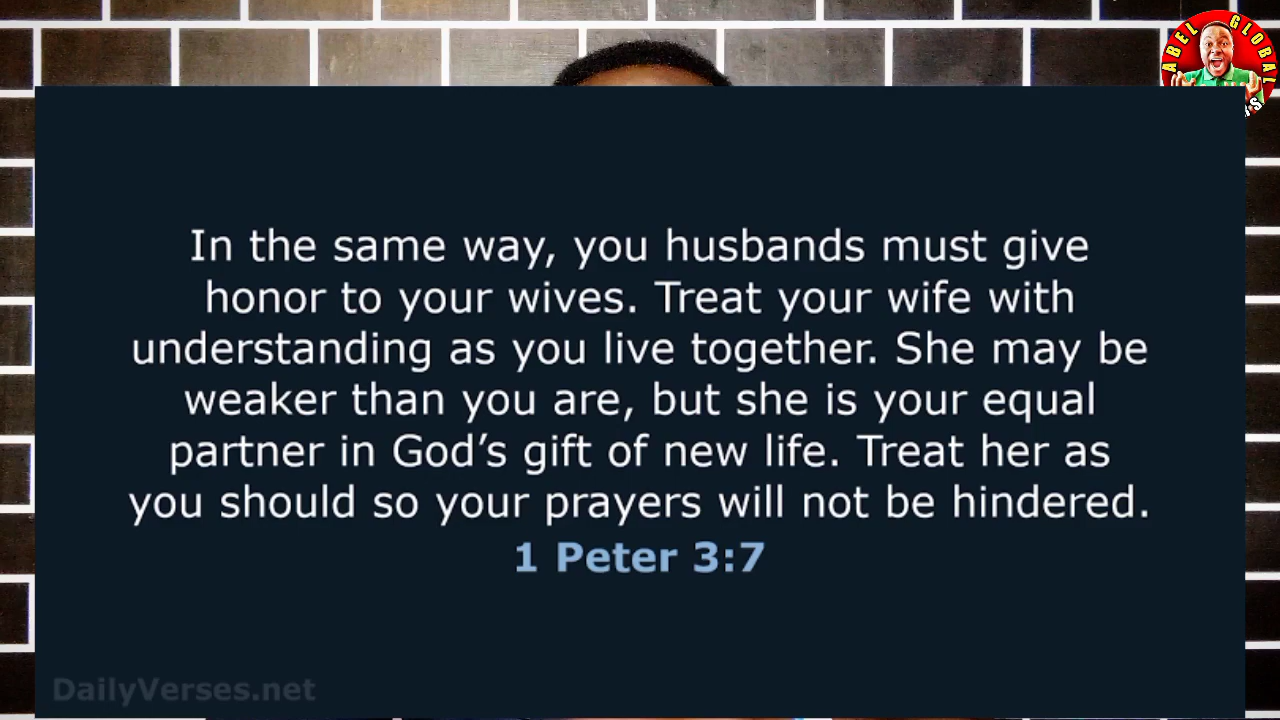 ABEL GLOBAL
In the same way, you husbands must give
honor to your wives. Treat your wife with
understanding as you live together. She may be
weaker than you are, but she is your equal
partner in God’s gift of new life. Treat her as
you should so your prayers will not be hindered.
1 Peter 3:7
DailyVerses.net